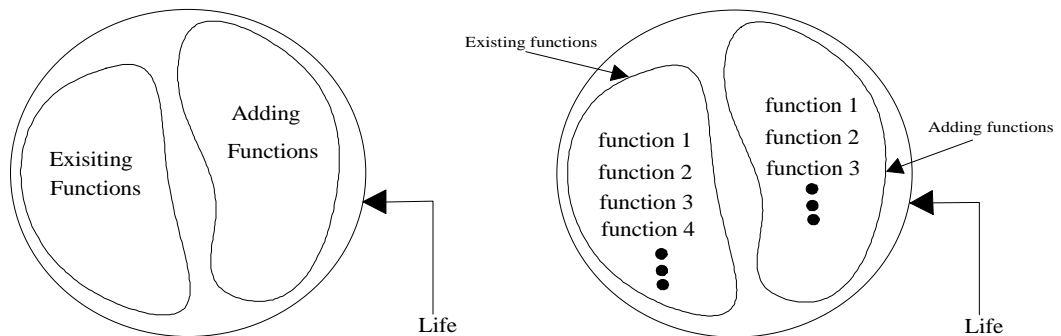 Exisiting
Functions
Adding
Functions
Life
Existing functions
function 1
function 2
function 3
function 4
function 1
function 2
function 3
Adding functions
Life